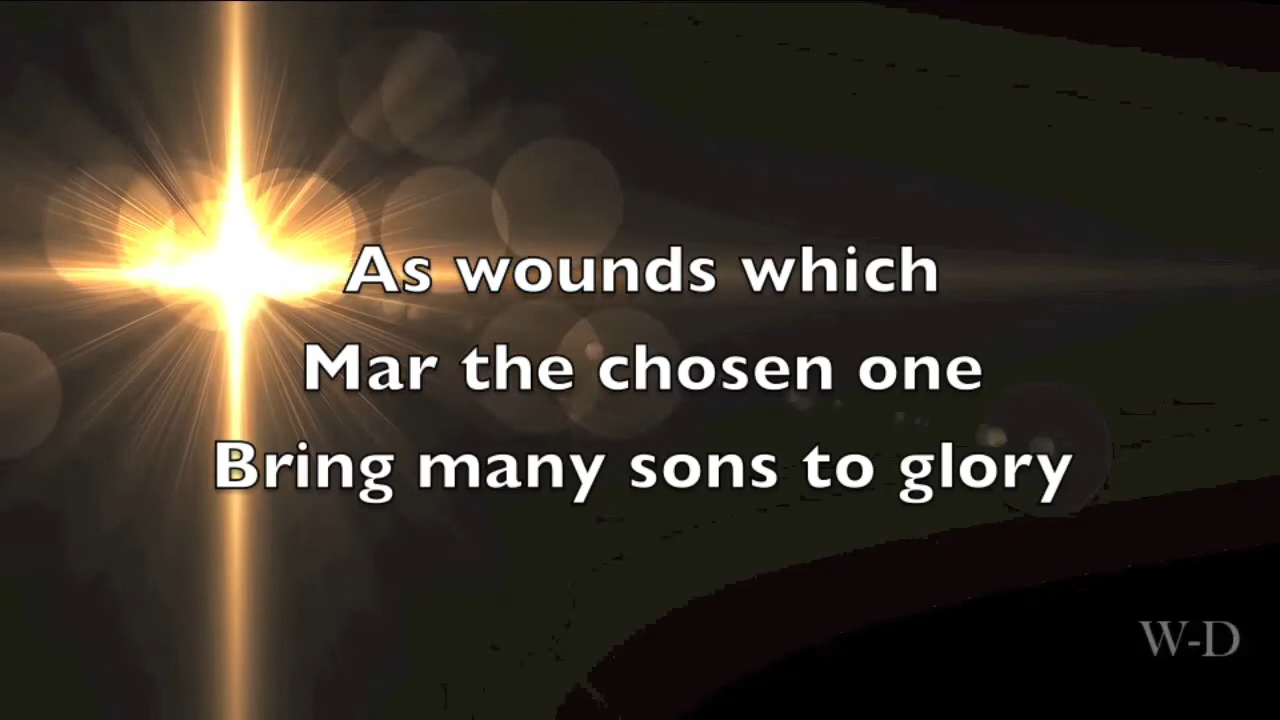 As wounds which
Mar the chosen one
Bring many sons to glory
W-D